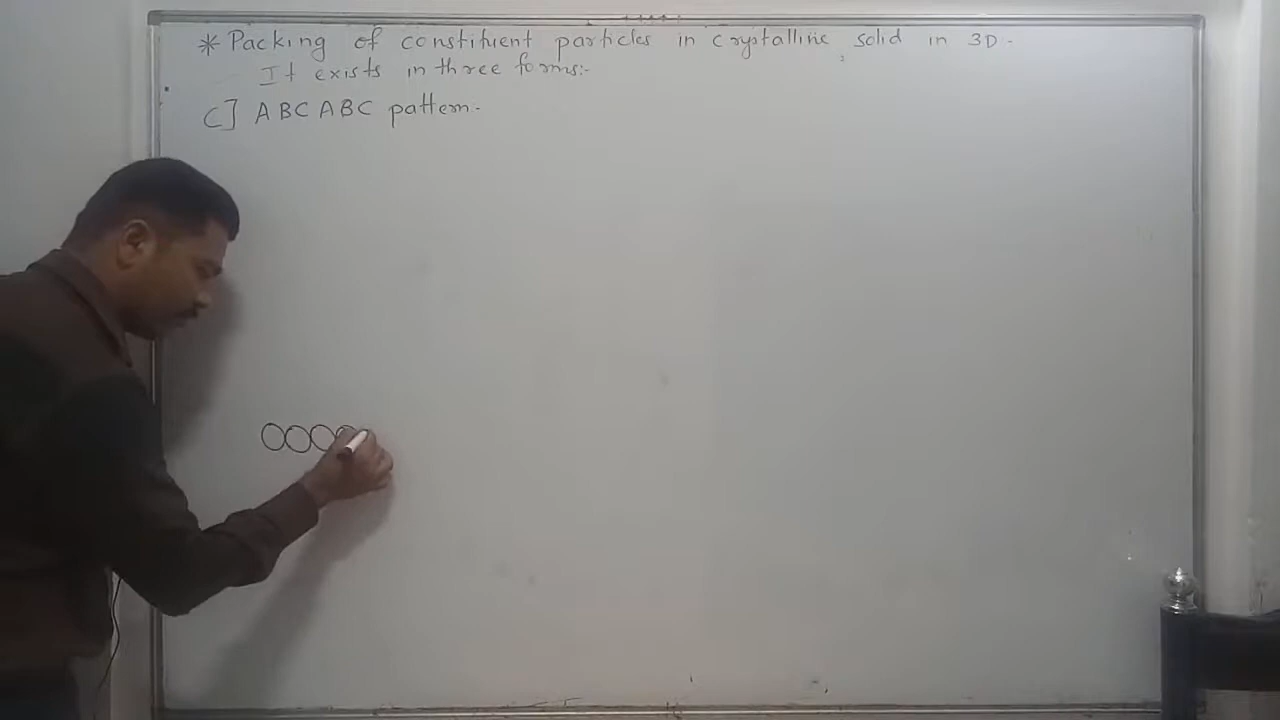 * Packing of constituent particles in crystalline solid in 3D.
It exists in three forms:-
C] ABCABC pattern.